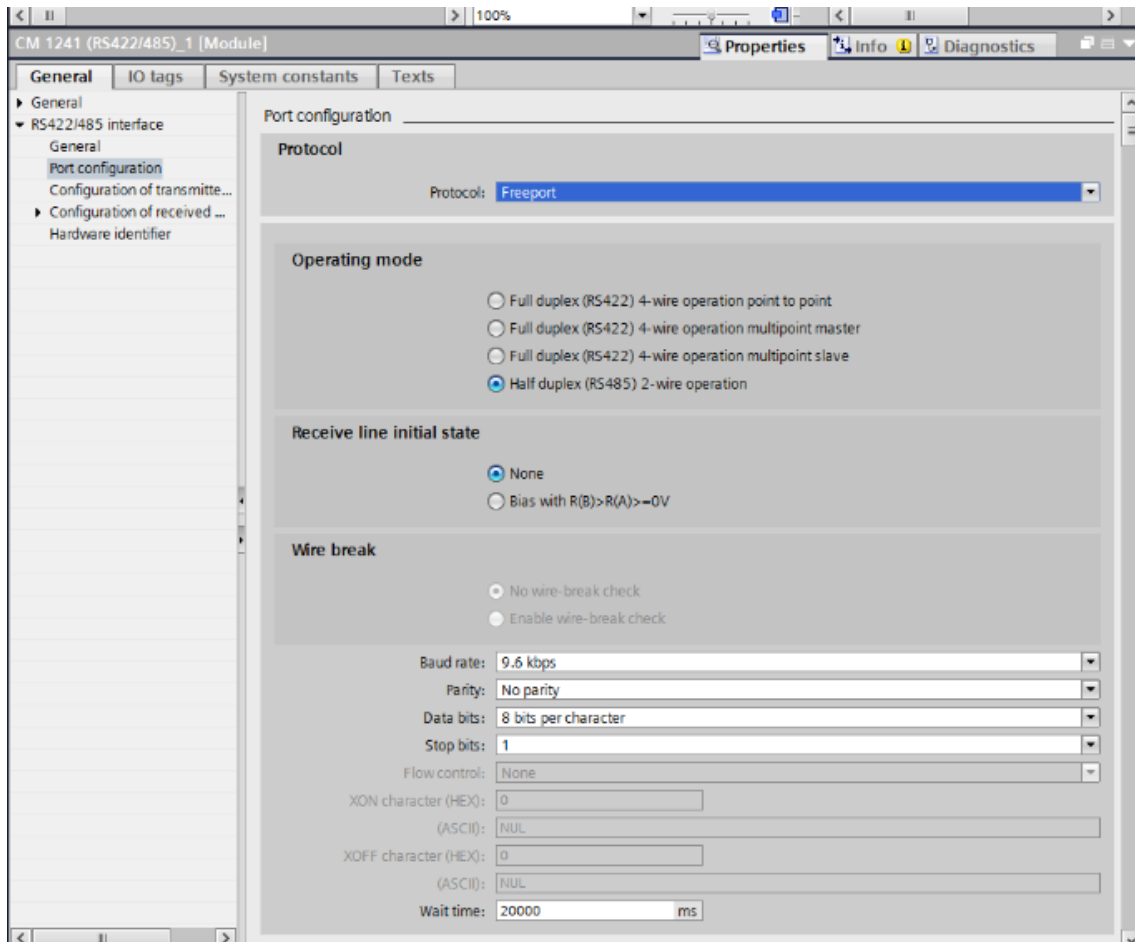 100%
CM 1241 (RS422/485)_1 [Module]
Properties Info Diagnostics
General IO tags System constants Texts
General
RS422/485 interface
General
Port configuration
Configuration of transmitte...
Configuration of received ...
Hardware identifier
Port configuration
Protocol
Protocol: Freeport
Operating mode
Full duplex (RS422) 4-wire operation point to point
Full duplex (RS422) 4-wire operation multipoint master
Full duplex (RS422) 4-wire operation multipoint slave
Half duplex (RS485) 2-wire operation
Receive line initial state
None
Bias with R(B)>R(A)>=0V
Wire break
No wire-break check
Enable wire-break check
Baud rate: 9.6 kbps
Parity: No parity
Data bits: 8 bits per character
Stop bits: 1
Flow control: None
XON character (HEX): 0
(ASCII): NUL
XOFF character (HEX): 0
(ASCII): NUL
Wait time: 20000 ms